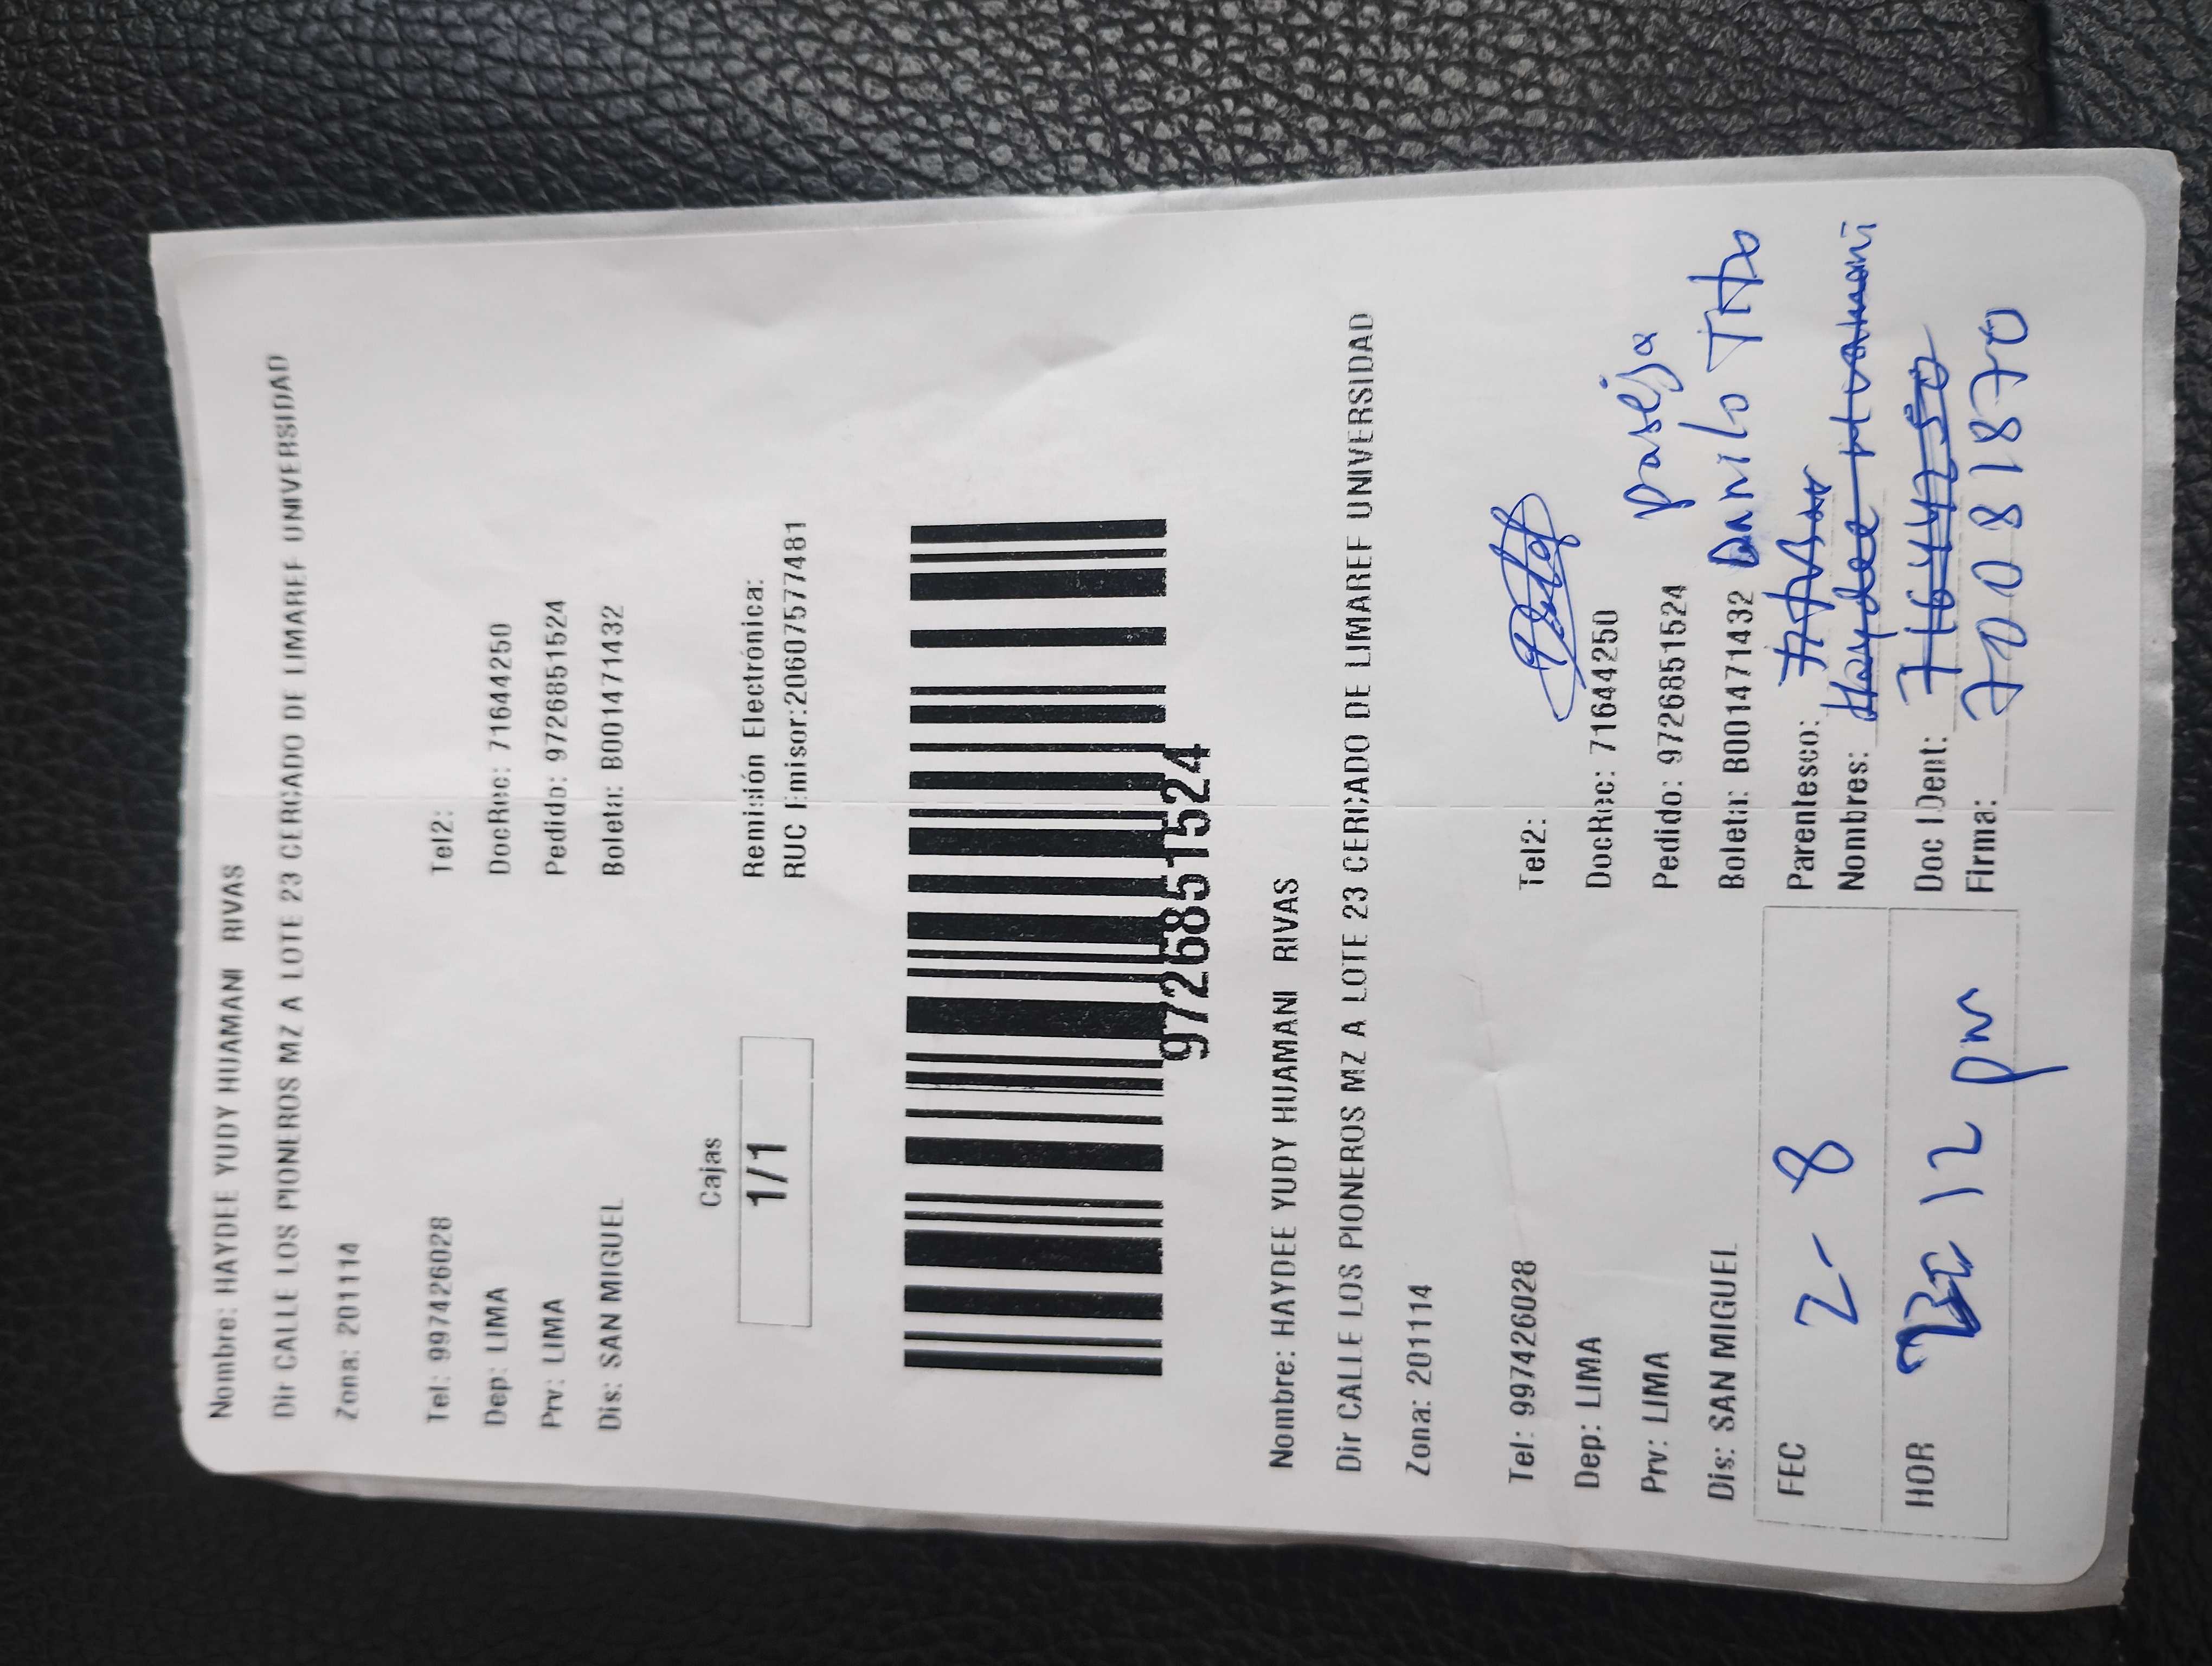 Nombre: HAYDEE YUDY HUAMANI RIVAS
Dir CALLE LOS PIONEROS MZ A LOTE 23 CERCADO DE LIMAREF UNIVERSIDAD
Zona: 201114
Tel: 997426028 Tel2:
Dep: LIMA DocRec: 71644250
Prv: LIMA Pedido: 9726851524
Dis: SAN MIGUEL Boleta: B001471432
Cajas
1/1
Remisión Electrónica:
RUC Emisor:20607577481
9726851524
Nombre: HAYDEE YUDY HUAMANI RIVAS
Dir CALLE LOS PIONEROS MZ A LOTE 23 CERCADO DE LIMAREF UNIVERSIDAD
Zona: 201114
Tel: 997426028 Tel2:
Dep: LIMA DocRec: 71644250
Prv: LIMA Pedido: 9726851524 pareja
Dis: SAN MIGUEL Boleta: B001471432 Danilo Tito
FEC 2-8 Parentesco:
Nombres: Haydee Huamani
HOR 12 pm Doc IDent: 71644250
Firma: 70081870